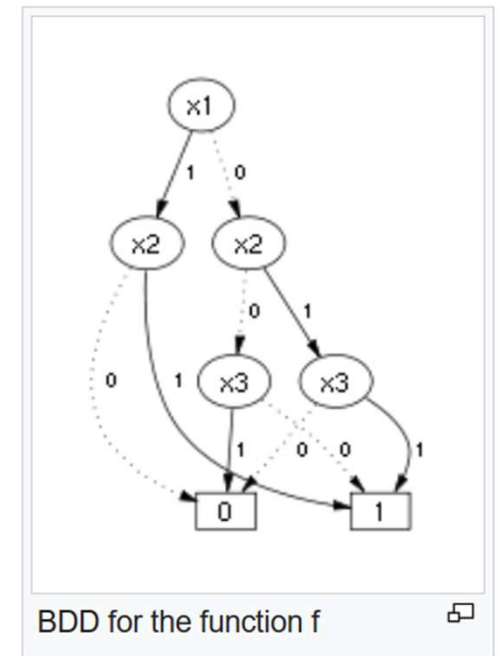 x1
1 0
x2 x2
0 1
0 1 x3 x3
1 0 0 1
0 1
BDD for the function f